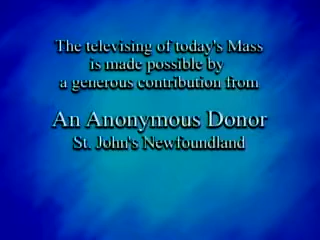 The televising of today's Mass
is made possible by
a generous contribution from
An Anonymous Donor
St. John's Newfoundland